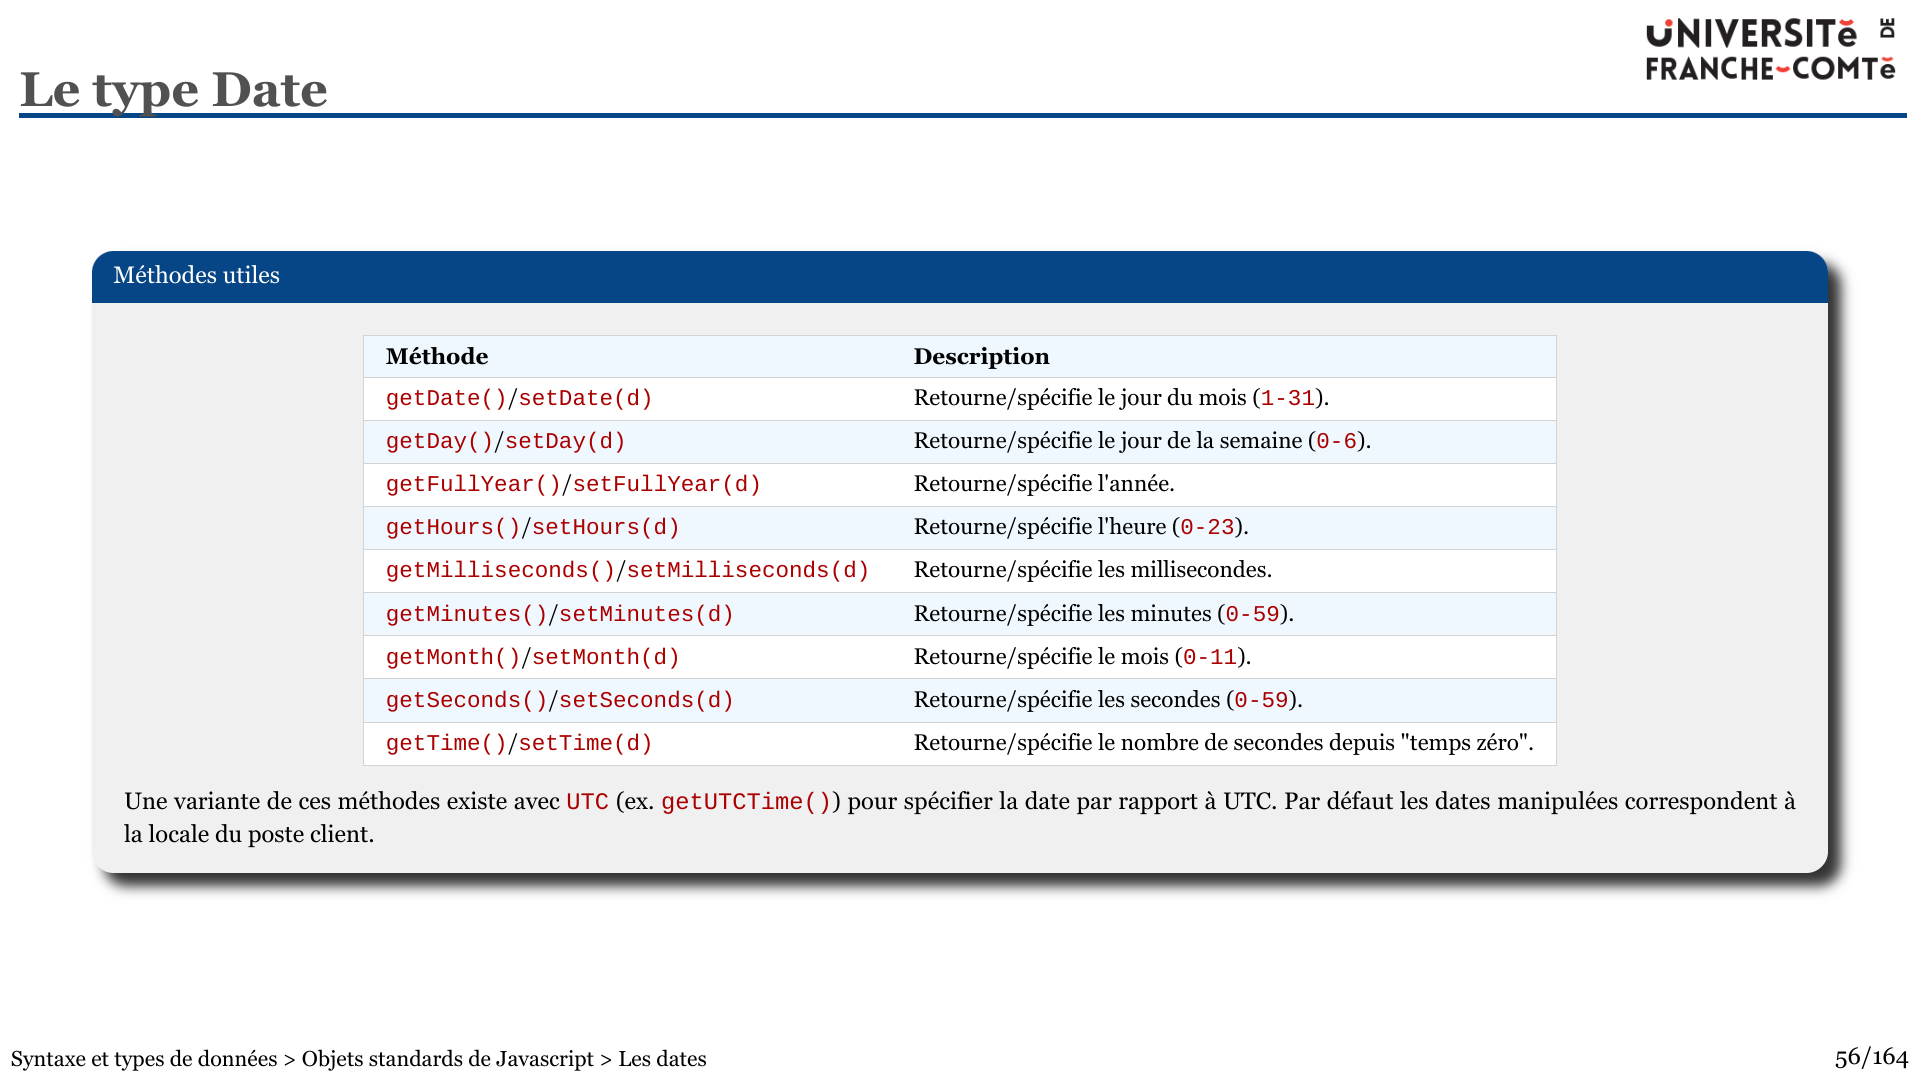 UNIVERSITĕ DE
FRANCHE-COMTĕ
Le type Date
Méthodes utiles
Méthode Description
getDate()/setDate(d) Retourne/spécifie le jour du mois (1-31).
getDay()/setDay(d) Retourne/spécifie le jour de la semaine (0-6).
getFullYear()/setFullYear(d) Retourne/spécifie l'année.
getHours()/setHours(d) Retourne/spécifie l'heure (0-23).
getMilliseconds()/setMilliseconds(d) Retourne/spécifie les millisecondes.
getMinutes()/setMinutes(d) Retourne/spécifie les minutes (0-59).
getMonth()/setMonth(d) Retourne/spécifie le mois (0-11).
getSeconds()/setSeconds(d) Retourne/spécifie les secondes (0-59).
getTime()/setTime(d) Retourne/spécifie le nombre de secondes depuis "temps zéro".
Une variante de ces méthodes existe avec UTC (ex. getUTCTime()) pour spécifier la date par rapport à UTC. Par défaut les dates manipulées correspondent à
la locale du poste client.
Syntaxe et types de données > Objets standards de Javascript > Les dates
56/164